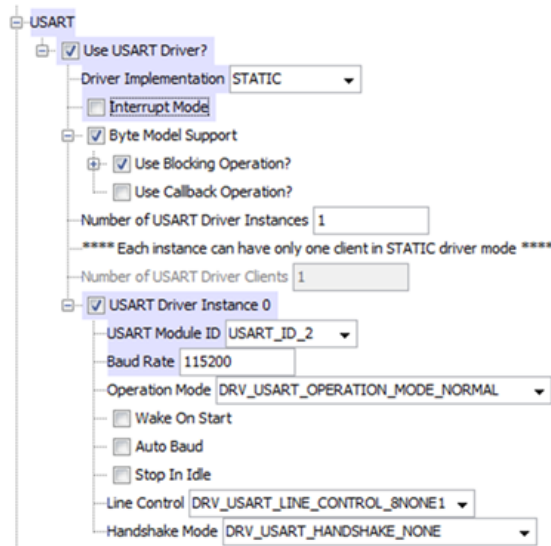 USART
Use USART Driver?
Driver Implementation STATIC
Interrupt Mode
Byte Model Support
Use Blocking Operation?
Use Callback Operation?
Number of USART Driver Instances 1
**** Each instance can have only one client in STATIC driver mode ****
Number of USART Driver Clients 1
USART Driver Instance 0
USART Module ID USART_ID_2
Baud Rate 115200
Operation Mode DRV_USART_OPERATION_MODE_NORMAL
Wake On Start
Auto Baud
Stop In Idle
Line Control DRV_USART_LINE_CONTROL_8NONE1
Handshake Mode DRV_USART_HANDSHAKE_NONE